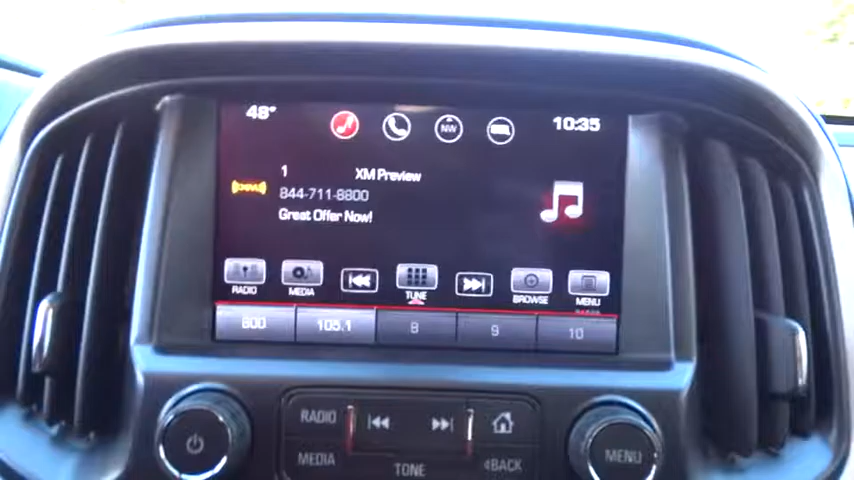 48°
NW
10:35
1 XM Preview
844-711-8800
Great Offer Now!
RADIO
MEDIA
TUNE
BROWSE
MENU
600
105.1
8
9
10
RADIO
MEDIA
TONE
BACK
MENU